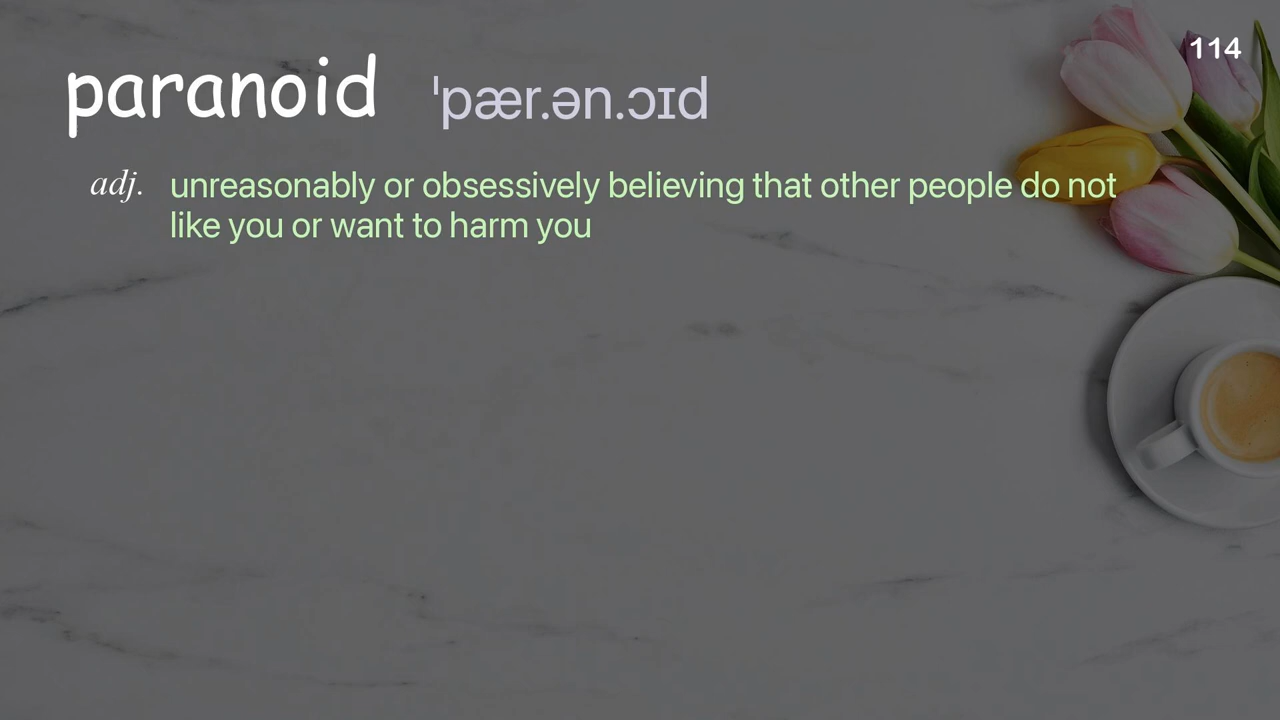 114
paranoid ˈpær.ən.ɔɪd
adj. unreasonably or obsessively believing that other people do not
like you or want to harm you